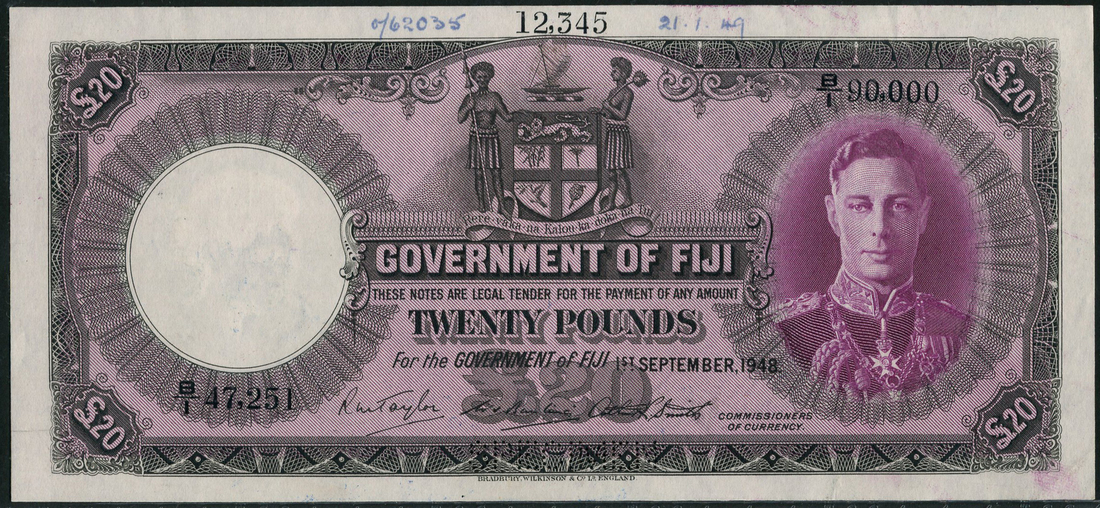 o/62035 12,345 21.1.49
£20 £20
B/1 90,000
Rere vaka na Kalou ka doka na Tui
GOVERNMENT OF FIJI
THESE NOTES ARE LEGAL TENDER FOR THE PAYMENT OF ANY AMOUNT
TWENTY POUNDS
For the GOVERNMENT of FIJI 1ST SEPTEMBER, 1948.
£20
B/1 47,251
COMMISSIONERS
OF CURRENCY.
£20 £20
BRADBURY, WILKINSON & Co. Ld. ENGLAND